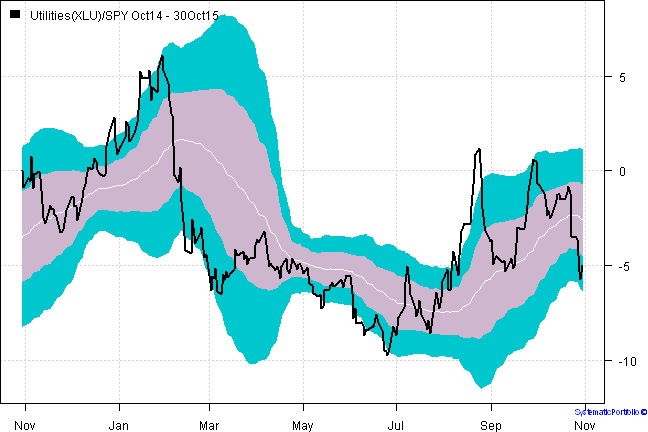 Utilities(XLU)/SPY Oct14 - 30Oct15
5
0
-5
-10
Nov Jan Mar May Jul Sep Nov
SystematicPortfolio ©